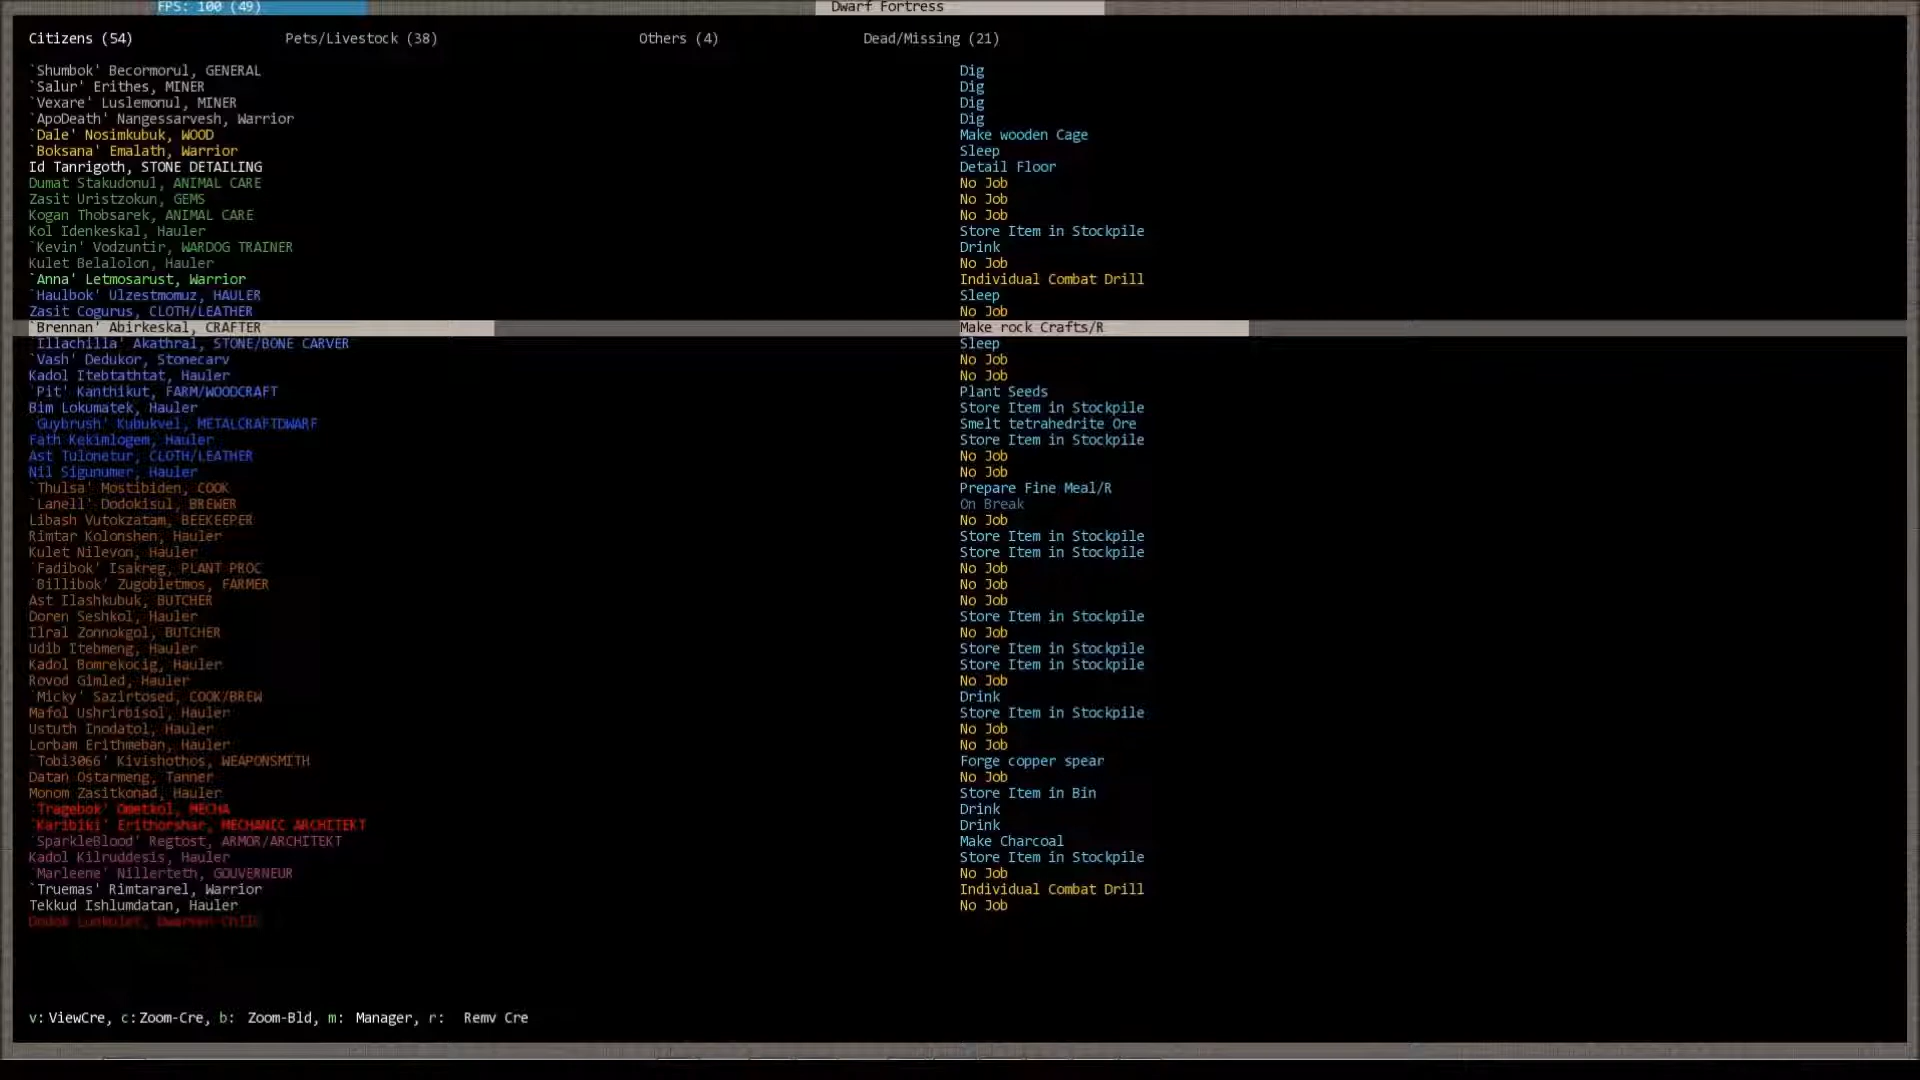 FPS: 100 (49) Dwarf Fortress
Citizens (54) Pets/Livestock (38) Others (4) Dead/Missing (21)
`Shumbok' Becormorul, GENERAL Dig
`Salur' Erithes, MINER Dig
`Vexare' Luslemonul, MINER Dig
`ApoDeath' Nangessarvesh, Warrior Dig
`Dale' Nosimkubuk, WOOD Make wooden Cage
`Boksana' Emalath, Warrior Sleep
Id Tanrigoth, STONE DETAILING Detail Floor
Dumat Stakudonul, ANIMAL CARE No Job
Zasit Uristzokun, GEMS No Job
Kogan Thobsarek, ANIMAL CARE No Job
Kol Idenkeskal, Hauler Store Item in Stockpile
`Kevin' Vodzuntir, WARDOG TRAINER Drink
Kulet Belalolon, Hauler No Job
`Anna' Letmosarust, Warrior Individual Combat Drill
`Haulbok' Ulzestmomuz, HAULER Sleep
Zasit Cogurus, CLOTH/LEATHER No Job
`Brennan' Abirkeskal, CRAFTER Make rock Crafts/R
`Illachilla' Akathral, STONE/BONE CARVER Sleep
`Vash' Dedukor, Stonecarv No Job
Kadol Itebtathtat, Hauler No Job
`Pit' Kanthikut, FARM/WOODCRAFT Plant Seeds
Bim Lokumatek, Hauler Store Item in Stockpile
`Guybrush' Kubukvel, METALCRAFTDWARF Smelt tetrahedrite Ore
Fath Kekimlogem, Hauler Store Item in Stockpile
Ast Tulonetur, CLOTH/LEATHER No Job
Nil Sigunumer, Hauler No Job
`Thulsa' Mostibiden, COOK Prepare Fine Meal/R
`Lanell' Dodokisul, BREWER On Break
Libash Vutokzatam, BEEKEEPER No Job
Rimtar Kolonshen, Hauler Store Item in Stockpile
Kulet Nilevon, Hauler Store Item in Stockpile
`Fadibok' Isakreg, PLANT PROC No Job
`Billibok' Zugobletmos, FARMER No Job
Ast Ilashkubuk, BUTCHER No Job
Doren Seshkol, Hauler Store Item in Stockpile
Ilral Zonnokgol, BUTCHER No Job
Udib Itebmeng, Hauler Store Item in Stockpile
Kadol Bomrekocig, Hauler Store Item in Stockpile
Rovod Gimled, Hauler No Job
`Micky' Sazirtosed, COOK/BREW Drink
Mafol Ushrirbisol, Hauler Store Item in Stockpile
Ustuth Inodatol, Hauler No Job
Lorbam Erithmeban, Hauler No Job
`Tobi3066' Kivishothos, WEAPONSMITH Forge copper spear
Datan Ostarmeng, Tanner No Job
Monom Zasitkonad, Hauler Store Item in Bin
`Tragebok' Ometkol, MECHA Drink
`Karibiki' Erithorshar, MECHANIC ARCHITEKT Drink
`SparkleBlood' Regtost, ARMOR/ARCHITEKT Make Charcoal
Kadol Kilruddesis, Hauler Store Item in Stockpile
`Marleene' Nillerteth, GOUVERNEUR No Job
`Truemas' Rimtararel, Warrior Individual Combat Drill
Tekkud Ishlumdatan, Hauler No Job
Dwarven Child
v: ViewCre, c: Zoom-Cre, b: Zoom-Bld, m: Manager, r: Remv Cre